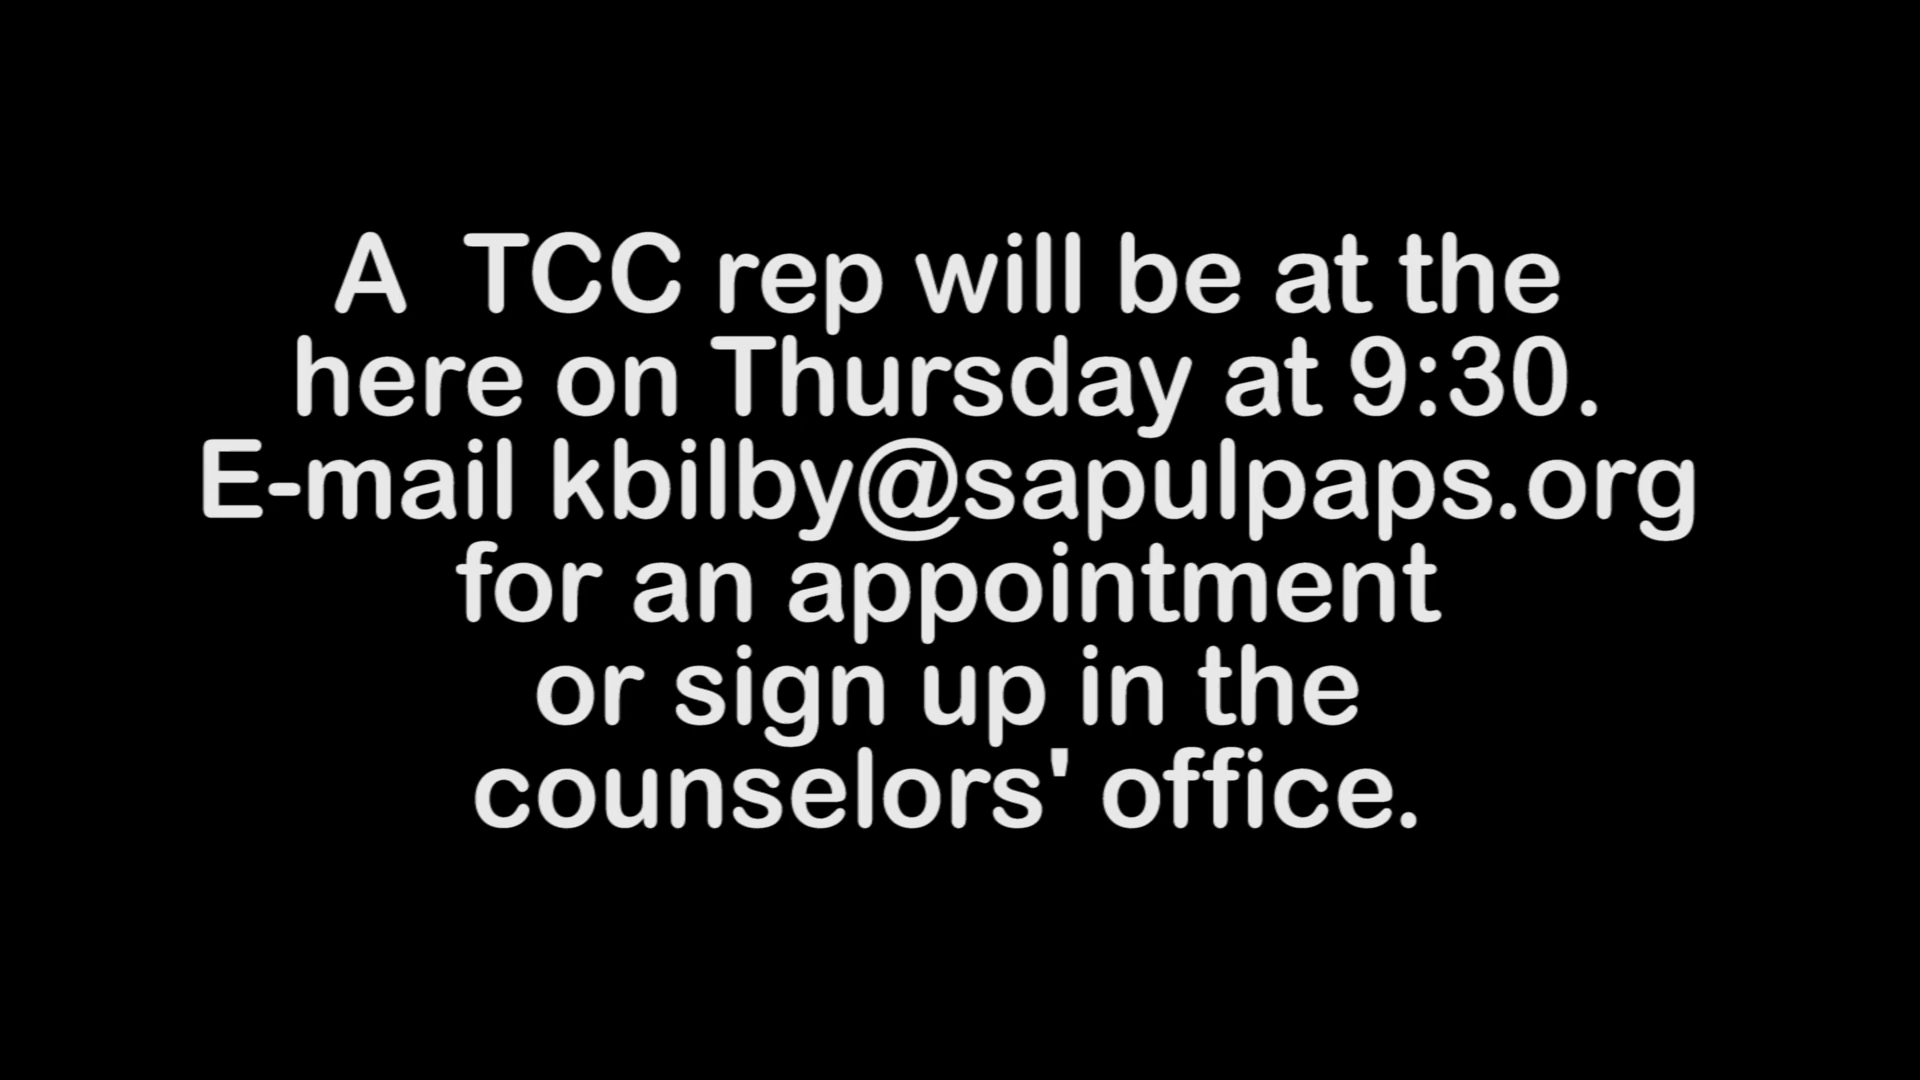 A  TCC rep will be at the
here on Thursday at 9:30.
E-mail kbilby@sapulpaps.org
for an appointment
or sign up in the
counselors' office.